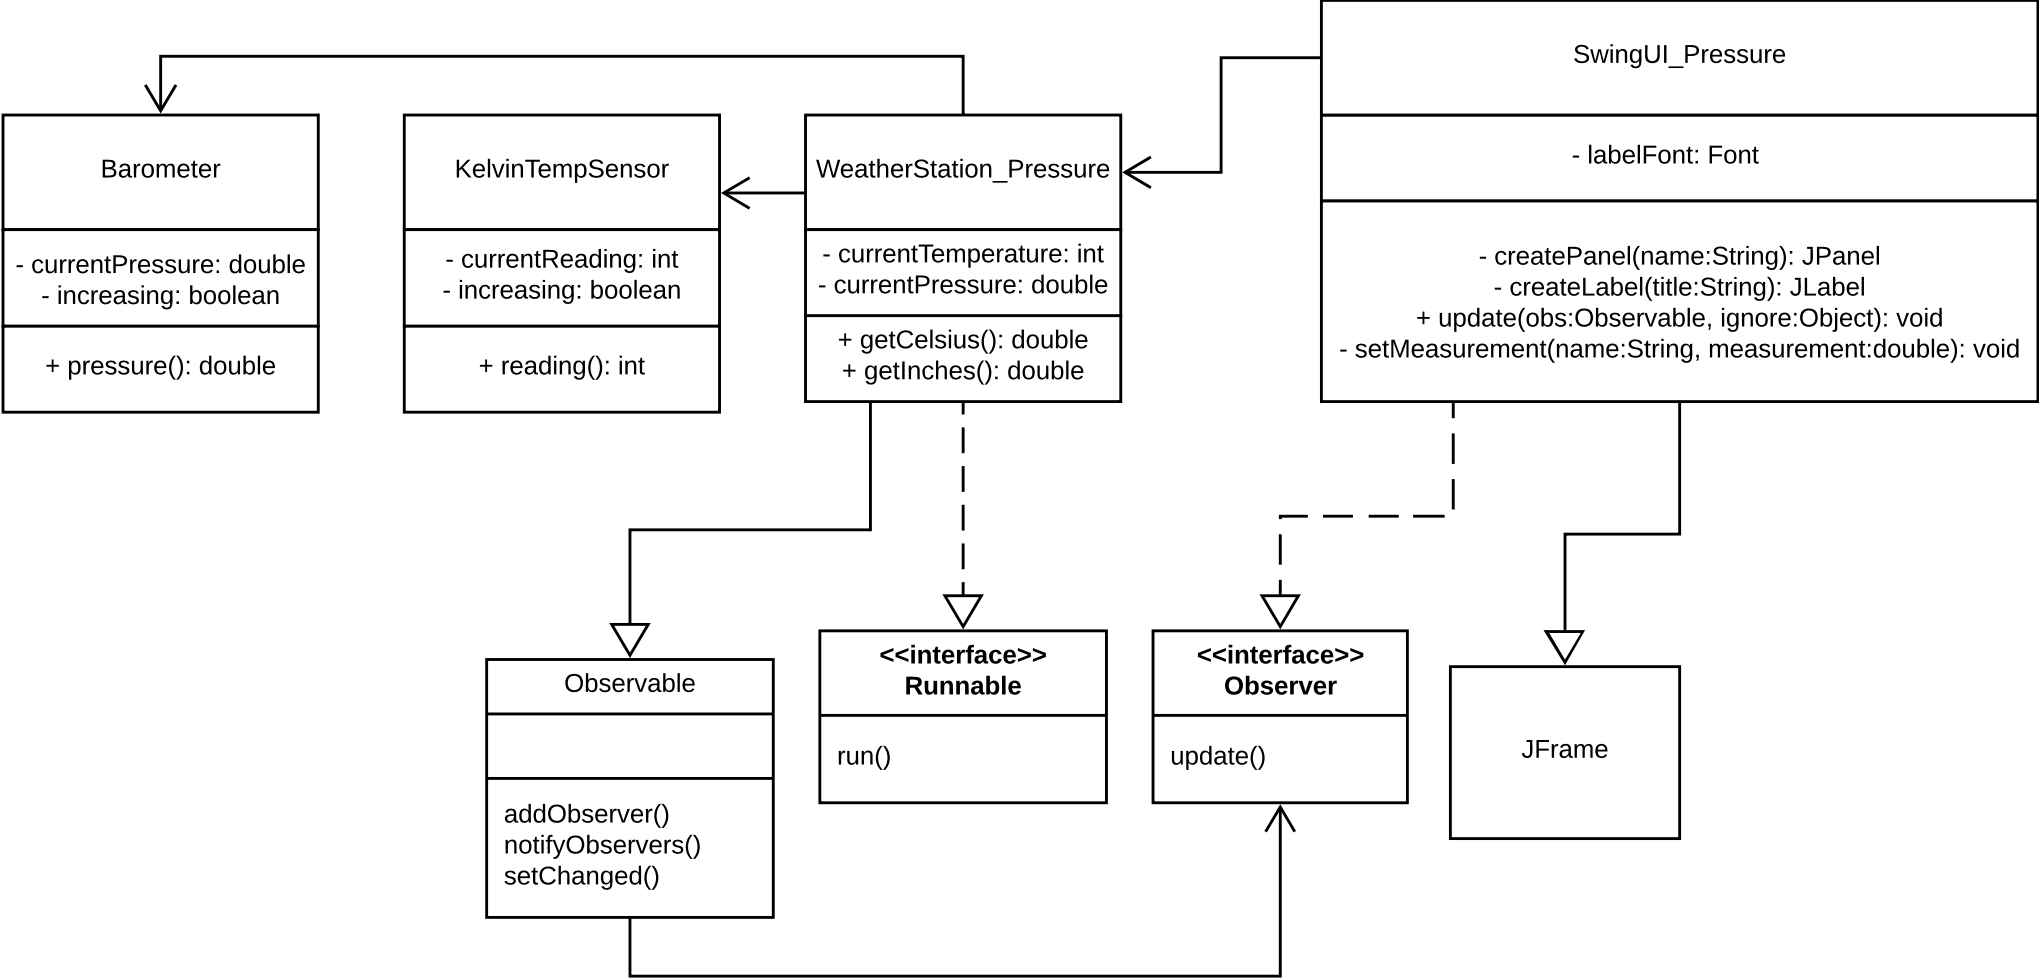 SwingUI_Pressure
- labelFont: Font
- createPanel(name:String): JPanel
- createLabel(title:String): JLabel
+ update(obs:Observable, ignore:Object): void
- setMeasurement(name:String, measurement:double): void
Barometer
- currentPressure: double
- increasing: boolean
+ pressure(): double
KelvinTempSensor
- currentReading: int
- increasing: boolean
+ reading(): int
WeatherStation_Pressure
- currentTemperature: int
- currentPressure: double
+ getCelsius(): double
+ getInches(): double
Observable
addObserver()
notifyObservers()
setChanged()
<<interface>>
Runnable
run()
<<interface>>
Observer
update()
JFrame